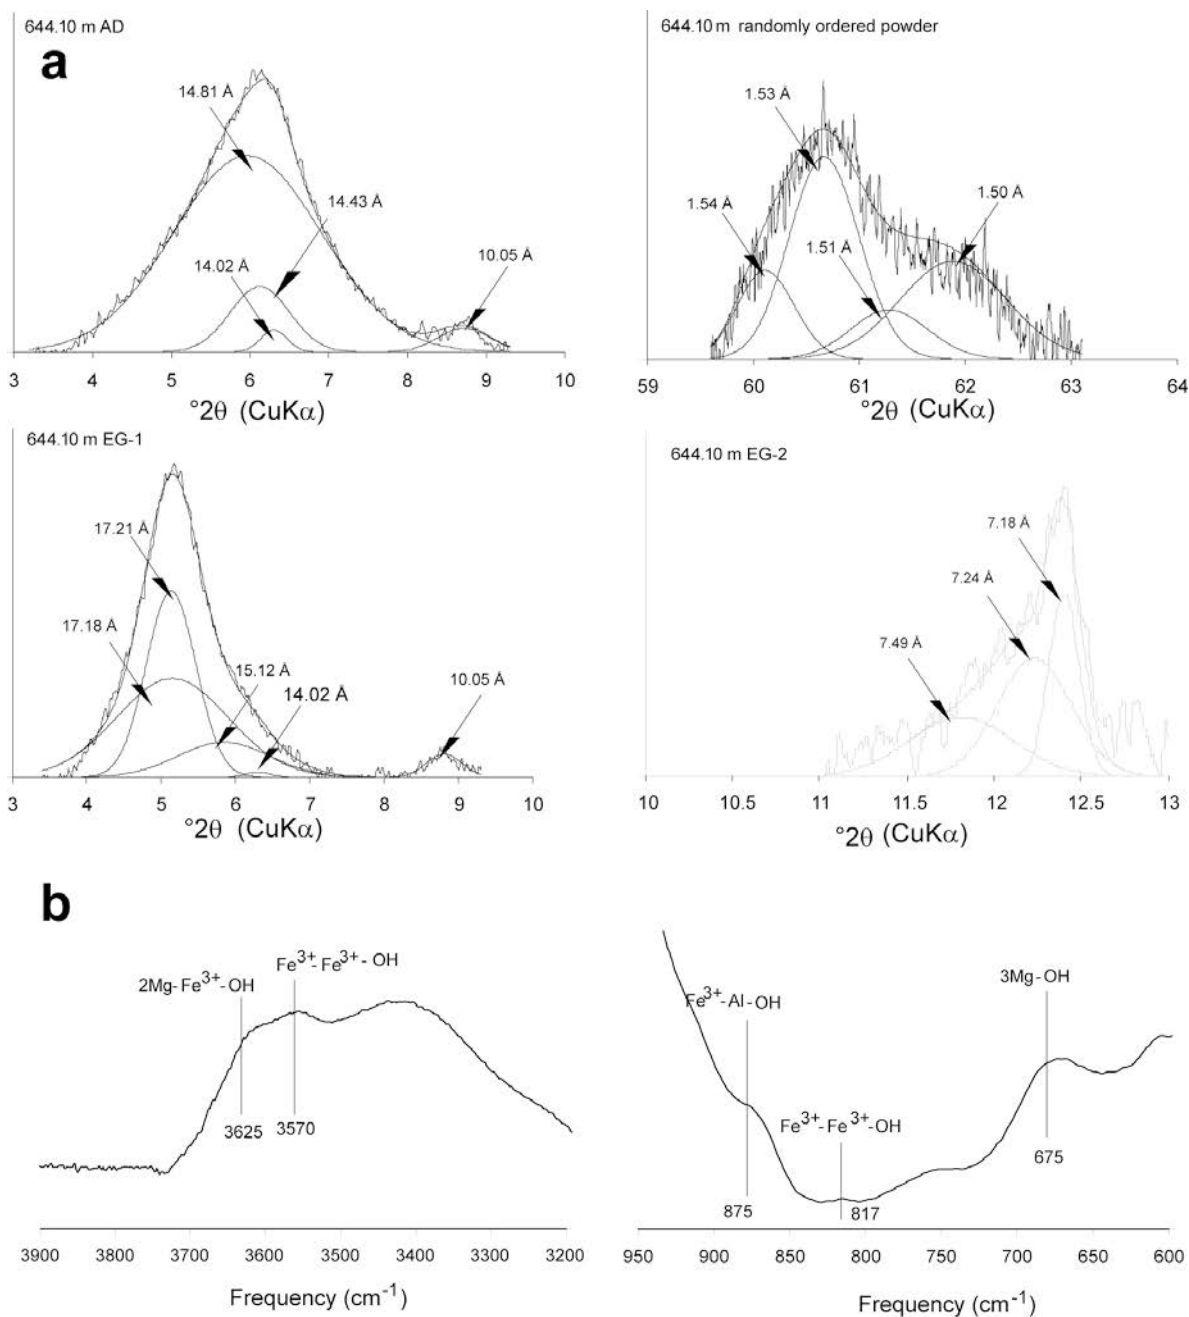 644.10 m AD
a
14.81 Å
14.43 Å
14.02 Å
10.05 Å
3 4 5 6 7 8 9 10
°2θ (CuKα)
644.10 m randomly ordered powder
1.53 Å
1.54 Å
1.50 Å
1.51 Å
59 60 61 62 63 64
°2θ (CuKα)
644.10 m EG-1
17.21 Å
17.18 Å
15.12 Å
14.02 Å
10.05 Å
3 4 5 6 7 8 9 10
°2θ (CuKα)
644.10 m EG-2
7.18 Å
7.24 Å
7.49 Å
10 10.5 11 11.5 12 12.5 13
°2θ (CuKα)
b
2Mg-Fe³⁺-OH
Fe³⁺-Fe³⁺-OH
3625 3570
3900 3800 3700 3600 3500 3400 3300 3200
Frequency (cm⁻¹)
3Mg-OH
Fe³⁺-Al-OH
Fe³⁺-Fe³⁺-OH
675
875 817
950 900 850 800 750 700 650 600
Frequency (cm⁻¹)